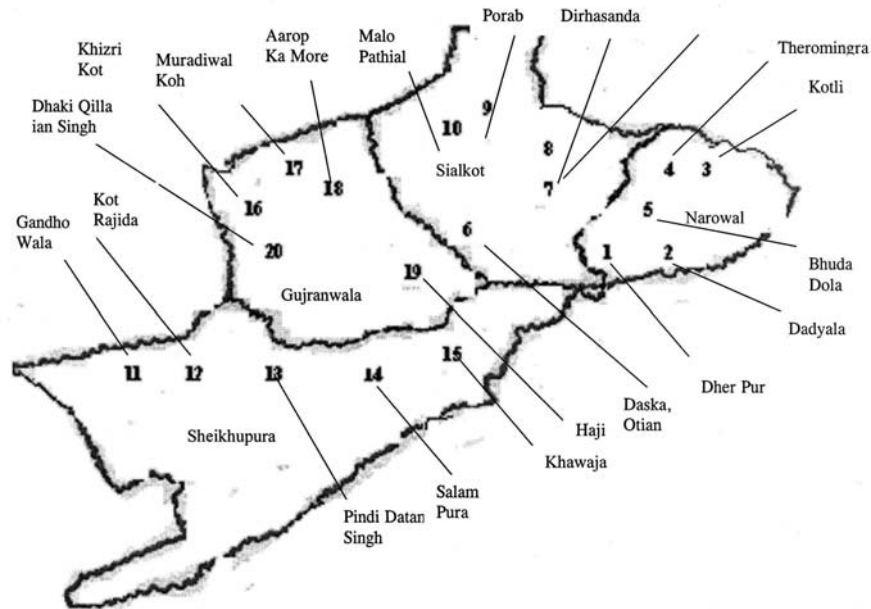 Porab
Dirhasanda
Khizri
Kot
Muradiwal
Koh
Aarop
Ka More
Malo
Pathial
Theromingra
Kotli
Dhaki Qilla
ian Singh
9
10
8
17
Sialkot
4
3
18
7
16
5
Narowal
Gandho
Wala
Kot
Rajida
6
20
1
2
19
Bhuda
Dola
Gujranwala
Dadyala
15
11
12
13
14
Dher Pur
Daska,
Otian
Haji
Sheikhupura
Khawaja
Salam
Pura
Pindi Datan
Singh